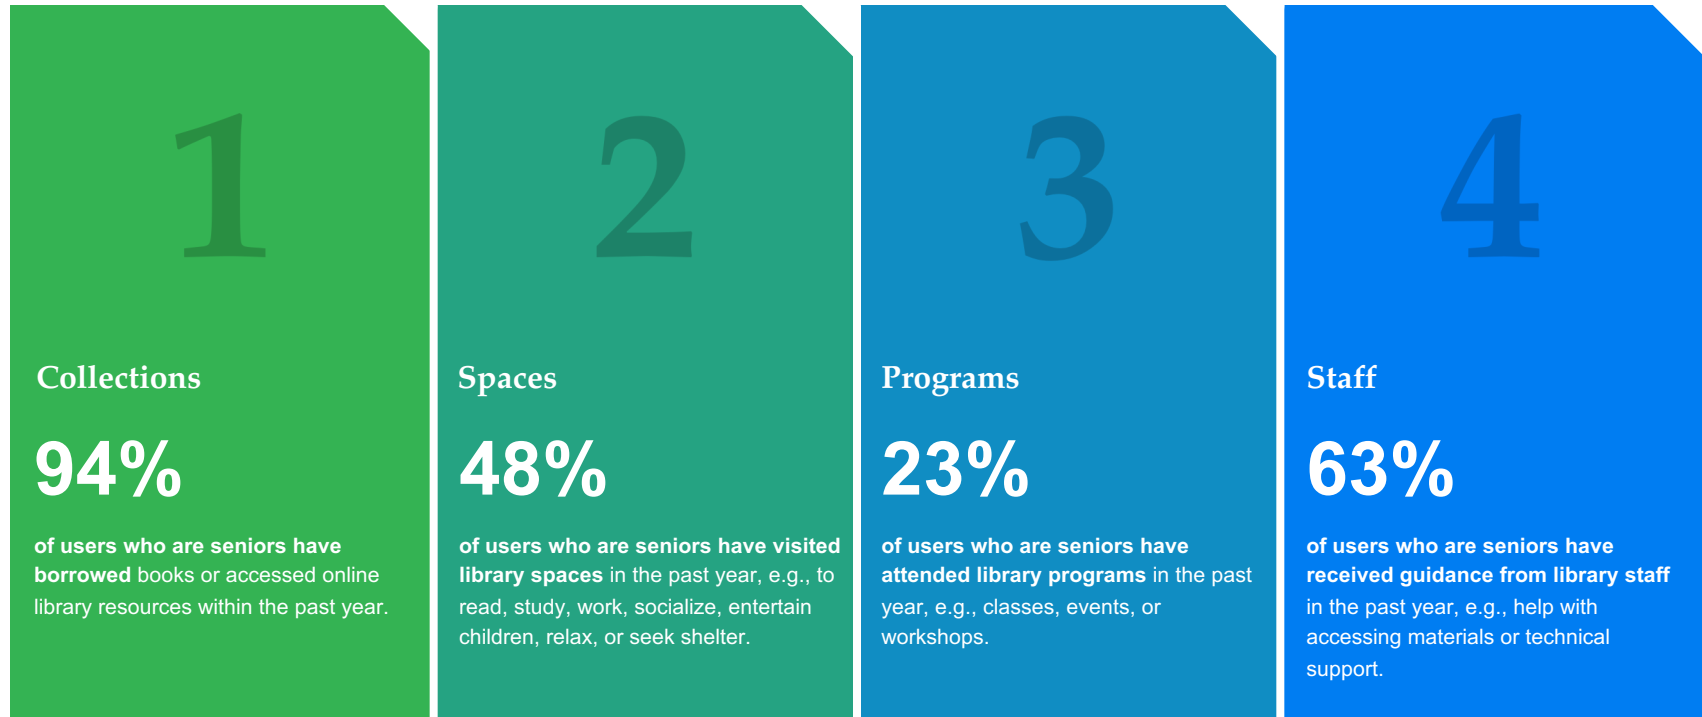 1
Collections
94%
of users who are seniors have
borrowed books or accessed online
library resources within the past year.
2
Spaces
48%
of users who are seniors have visited
library spaces in the past year, e.g., to
read, study, work, socialize, entertain
children, relax, or seek shelter.
3
Programs
23%
of users who are seniors have
attended library programs in the past
year, e.g., classes, events, or
workshops.
4
Staff
63%
of users who are seniors have
received guidance from library staff
in the past year, e.g., help with
accessing materials or technical
support.